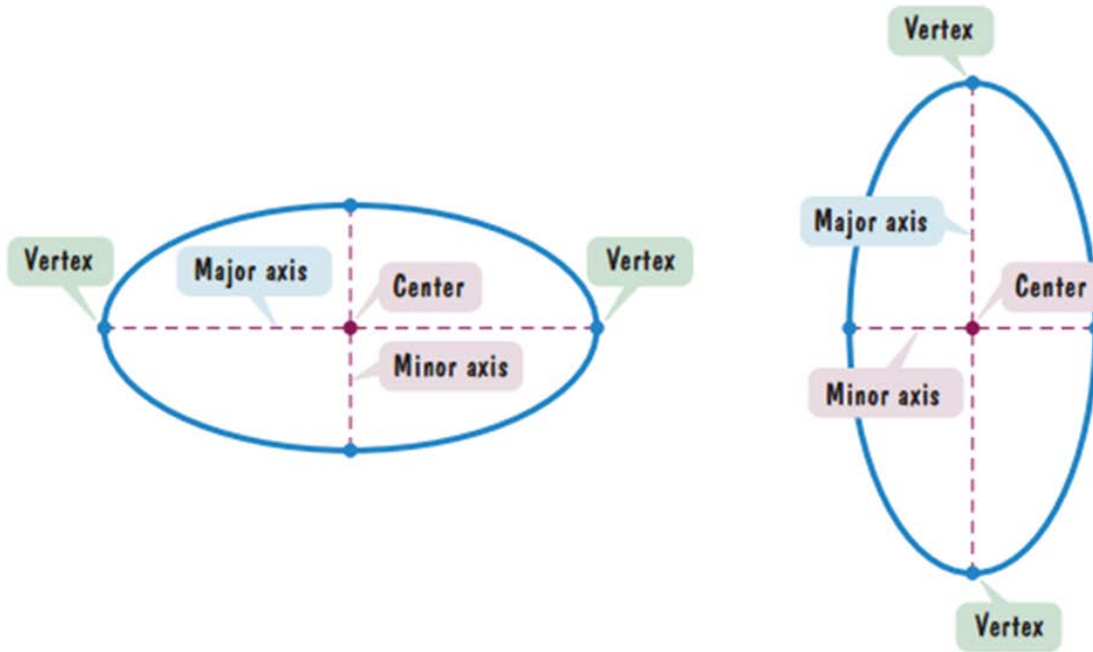 Vertex
Major axis
Center
Vertex
Minor axis
Vertex
Major axis
Center
Minor axis
Vertex